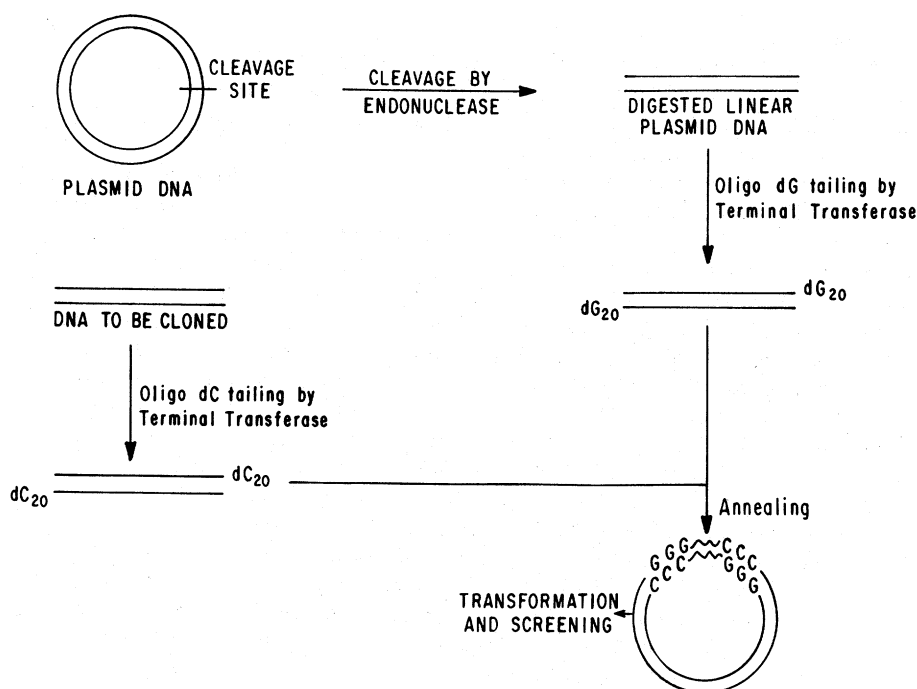 CLEAVAGE
SITE
PLASMID DNA
CLEAVAGE BY
ENDONUCLEASE
DIGESTED LINEAR
PLASMID DNA
Oligo dG tailing by
Terminal Transferase
dG20
dG20
DNA TO BE CLONED
Oligo dC tailing by
Terminal Transferase
dC20
dC20
Annealing
GGG CCC
CCC GGG
TRANSFORMATION
AND SCREENING